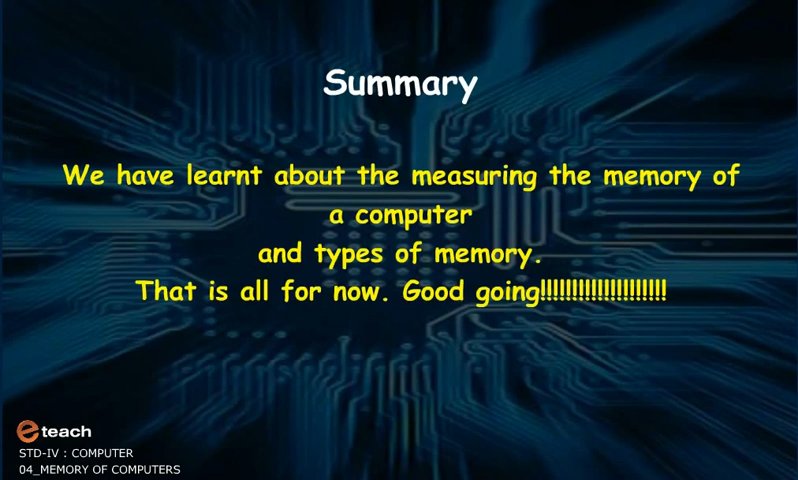 Summary
We have learnt about the measuring the memory of
a computer
and types of memory.
That is all for now. Good going!!!!!!!!!!!!!!!!!!!!
e teach
STD-IV : COMPUTER
04_MEMORY OF COMPUTERS